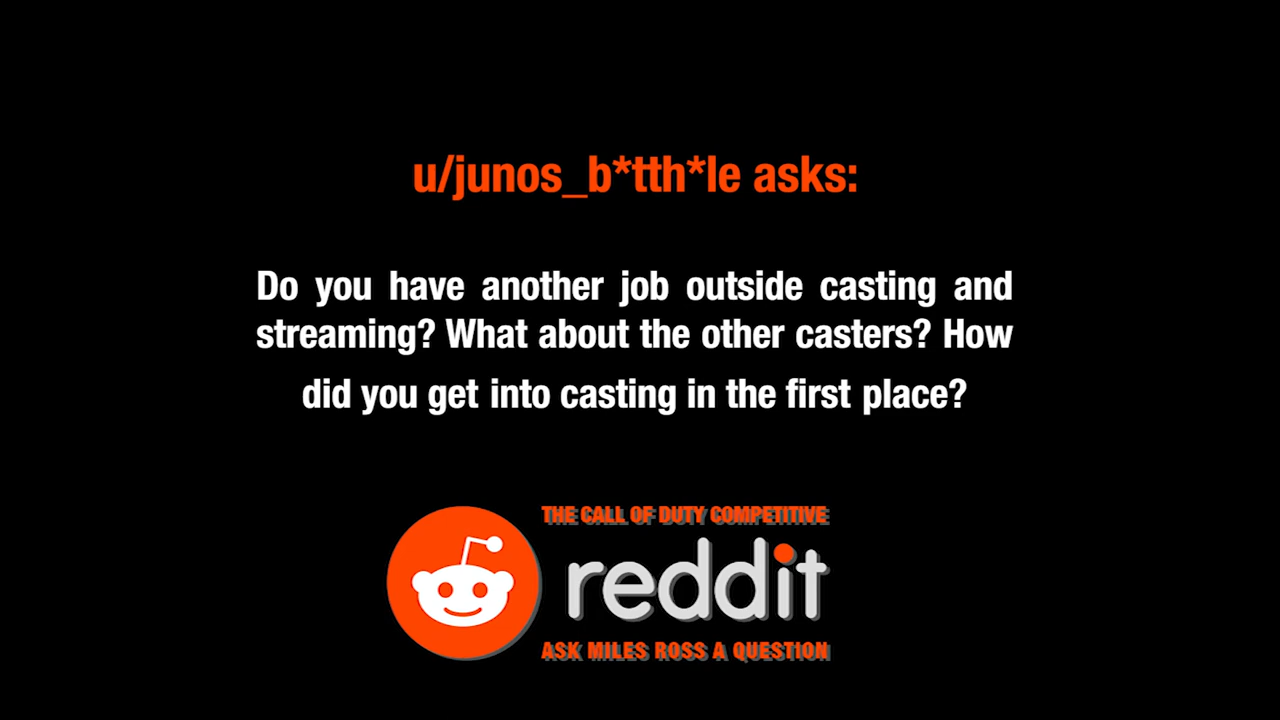 u/junos_b*tth*le asks:
Do you have another job outside casting and
streaming? What about the other casters? How
did you get into casting in the first place?
THE CALL OF DUTY COMPETITIVE
reddit
ASK MILES ROSS A QUESTION